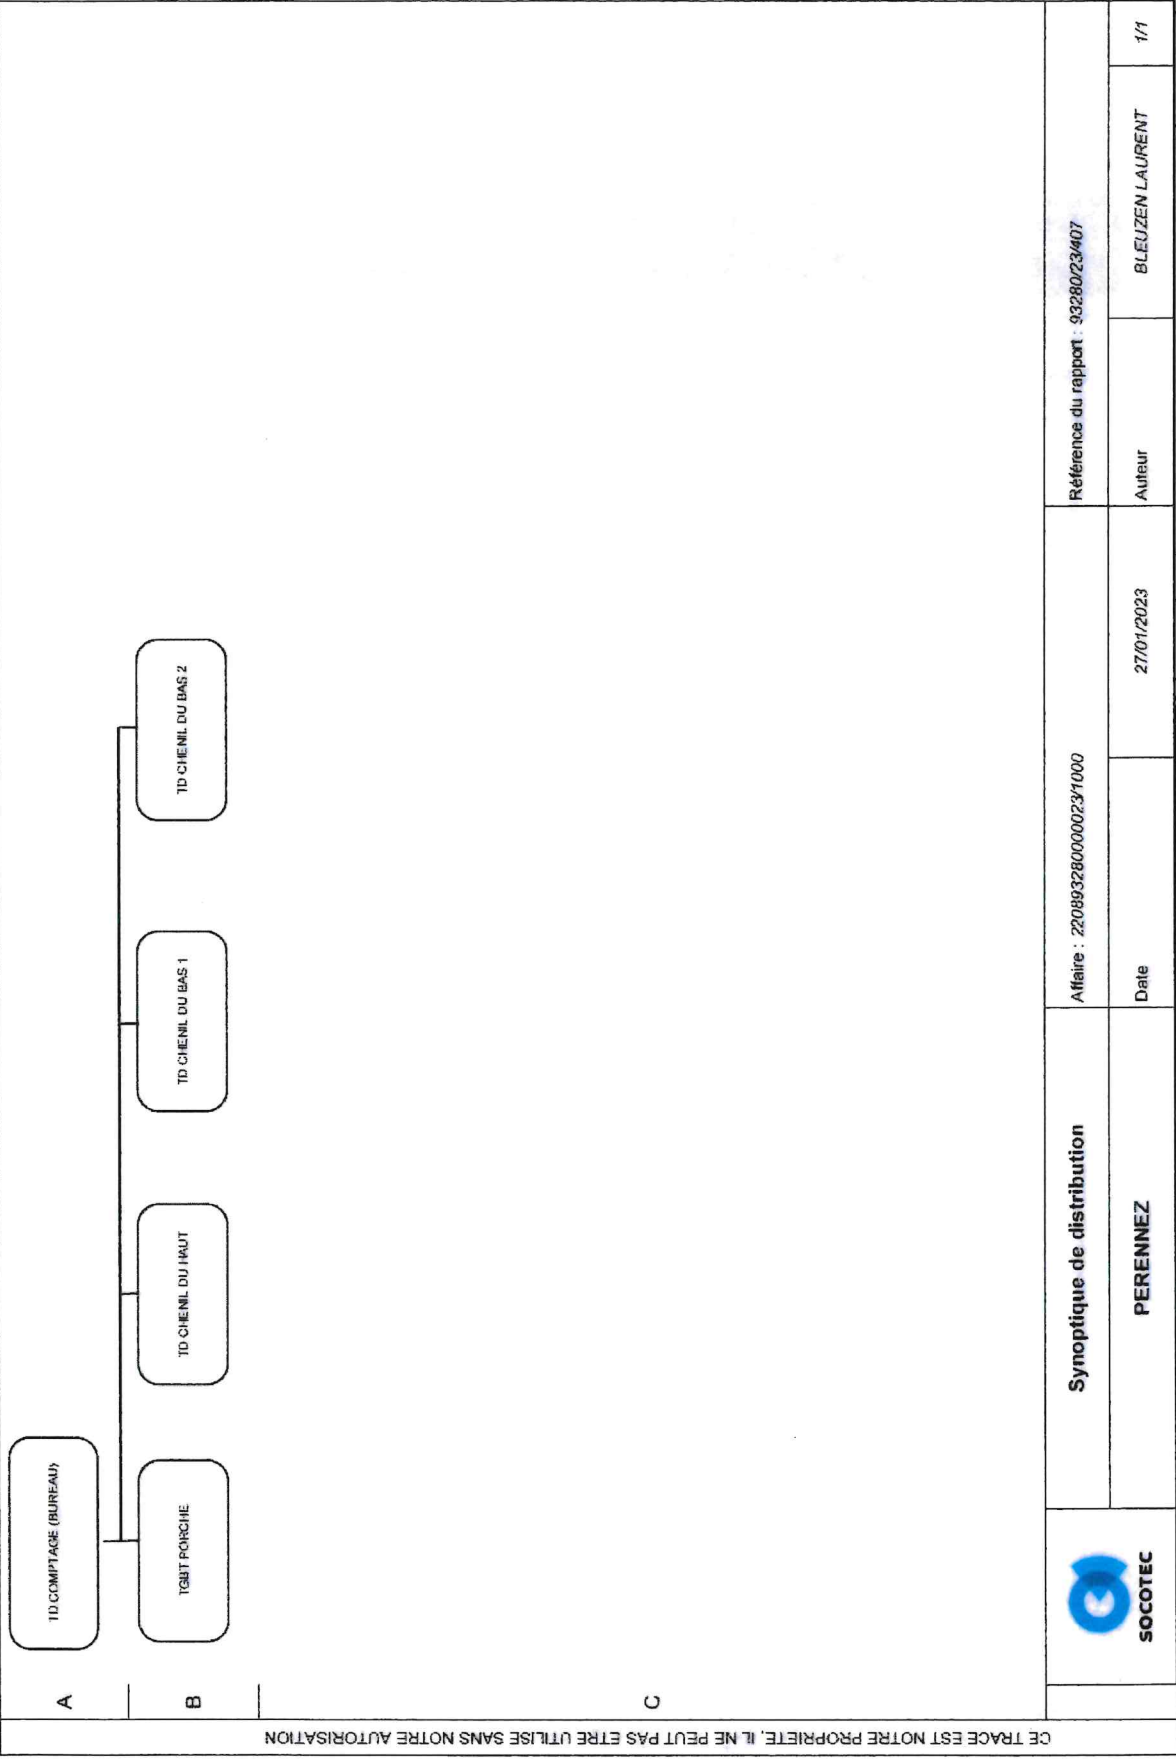 A
TD COMPTAGE (BUREAU)
B
TGBT PORCHE
TD CHENIL DU HAUT
TD CHENIL DU BAS 1
TD CHENIL DU BAS 2
C
CE TRACE EST NOTRE PROPRIETE, IL NE PEUT PAS ETRE UTILISE SANS NOTRE AUTORISATION
SOCOTEC
Synoptique de distribution
Affaire : 220893280000023/1000
Référence du rapport : 93280/23/407
PERENNEZ
Date
27/01/2023
Auteur
BLEUZEN LAURENT
1/1